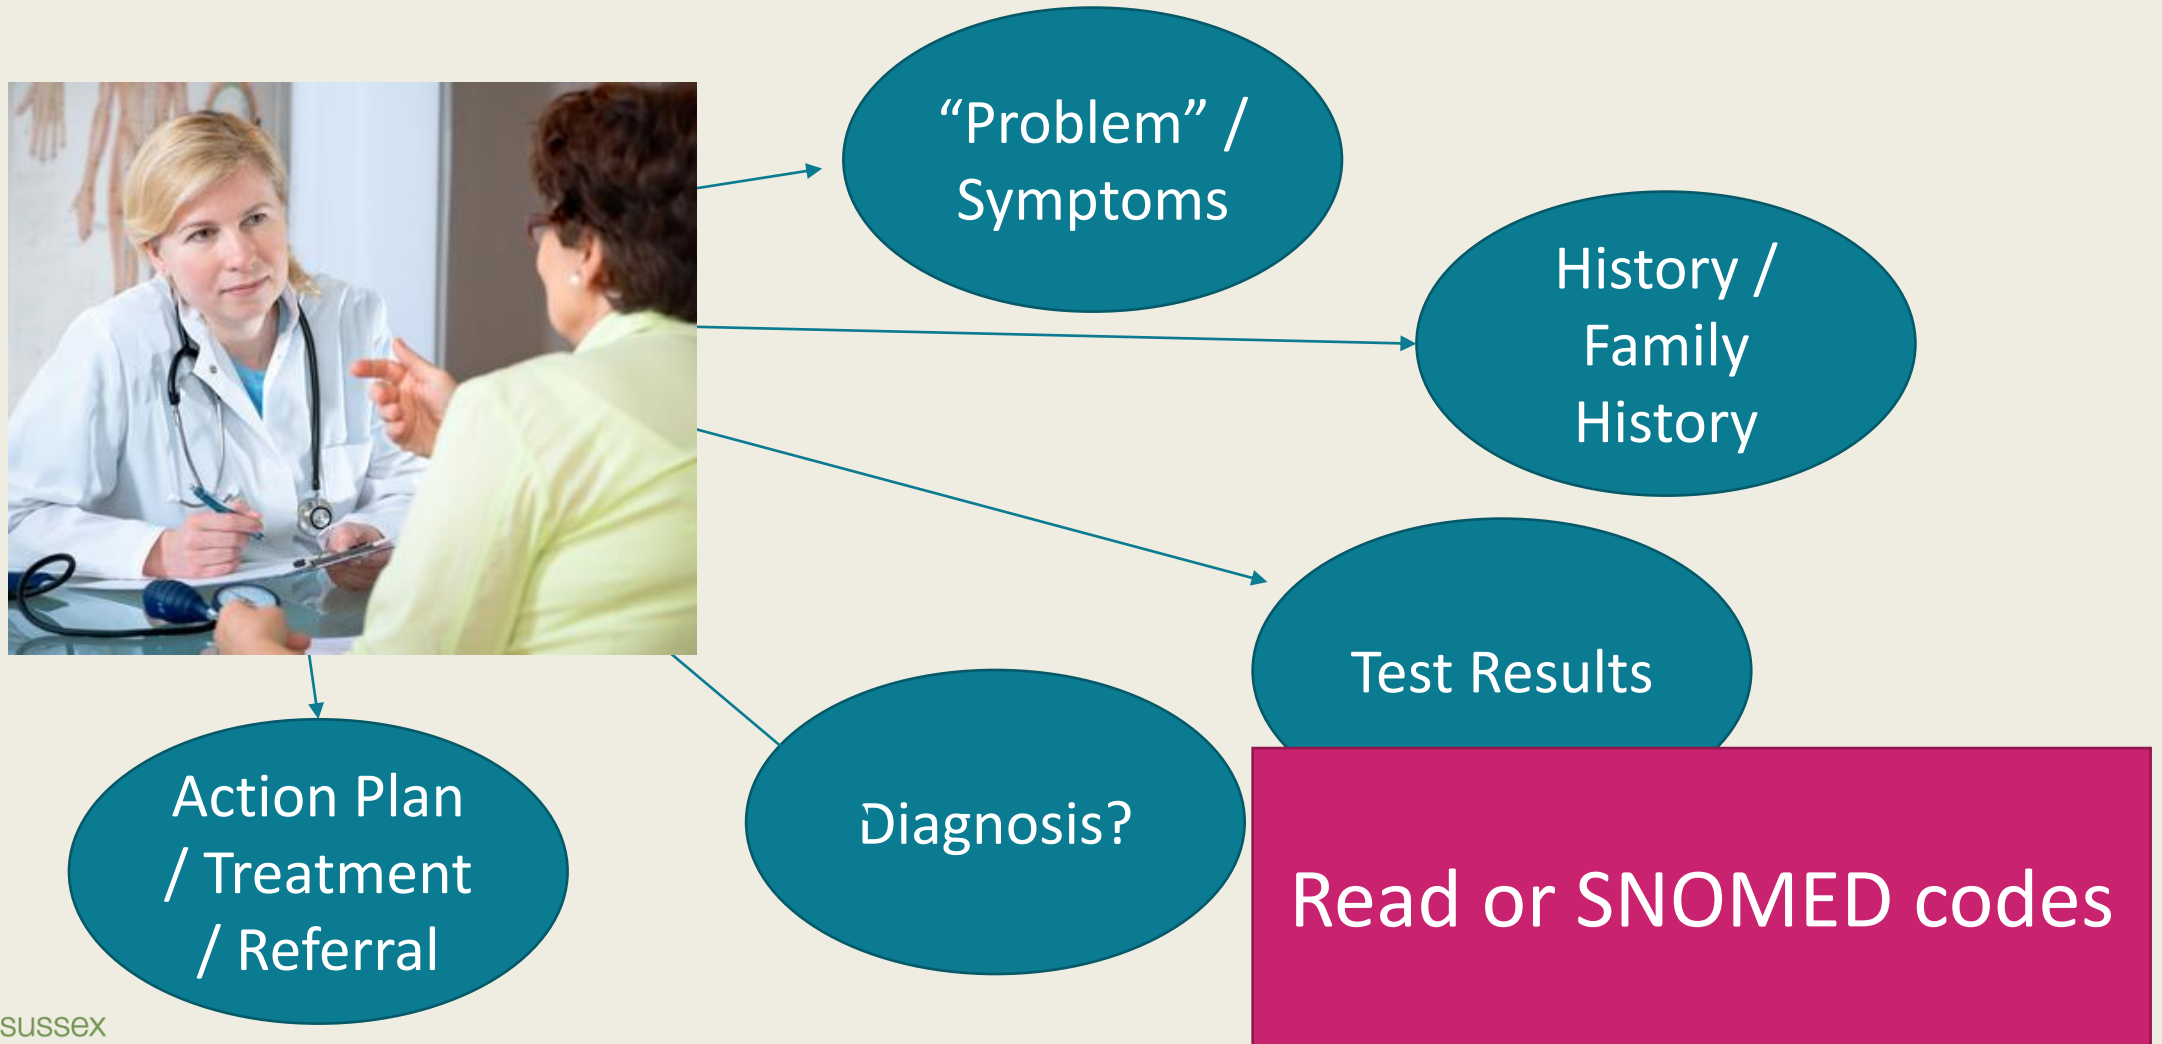 “Problem” /
Symptoms
History /
Family
History
Test Results
Diagnosis?
Action Plan
/ Treatment
/ Referral
Read or SNOMED codes
sussex